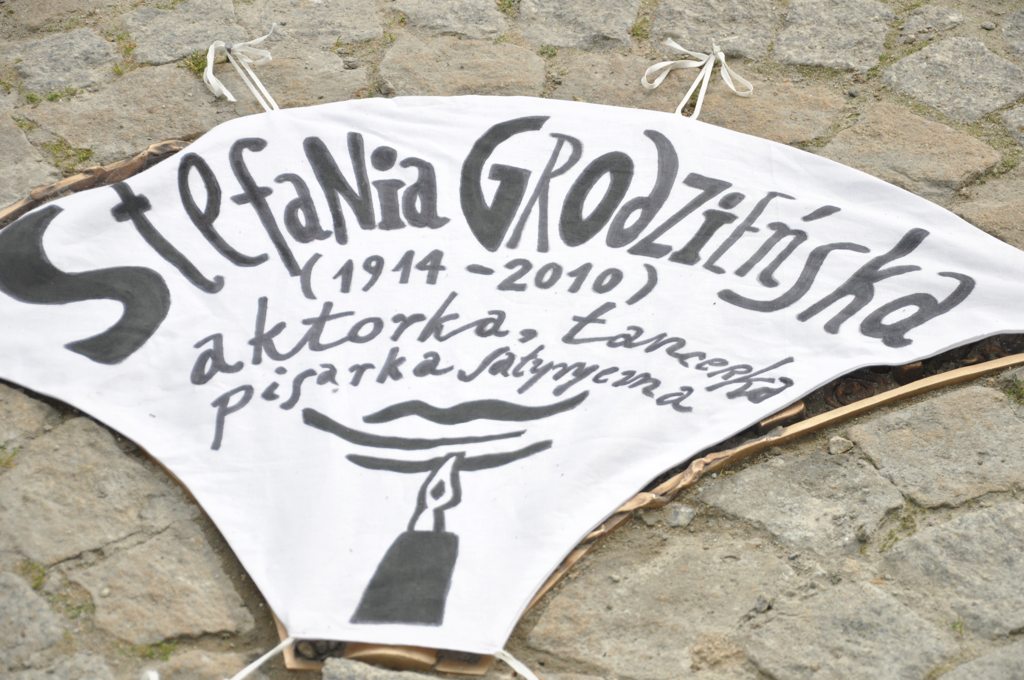 Stefania Grodzieńska
(1914-2010)
aktorka, tancerka
pisarka satyryczna